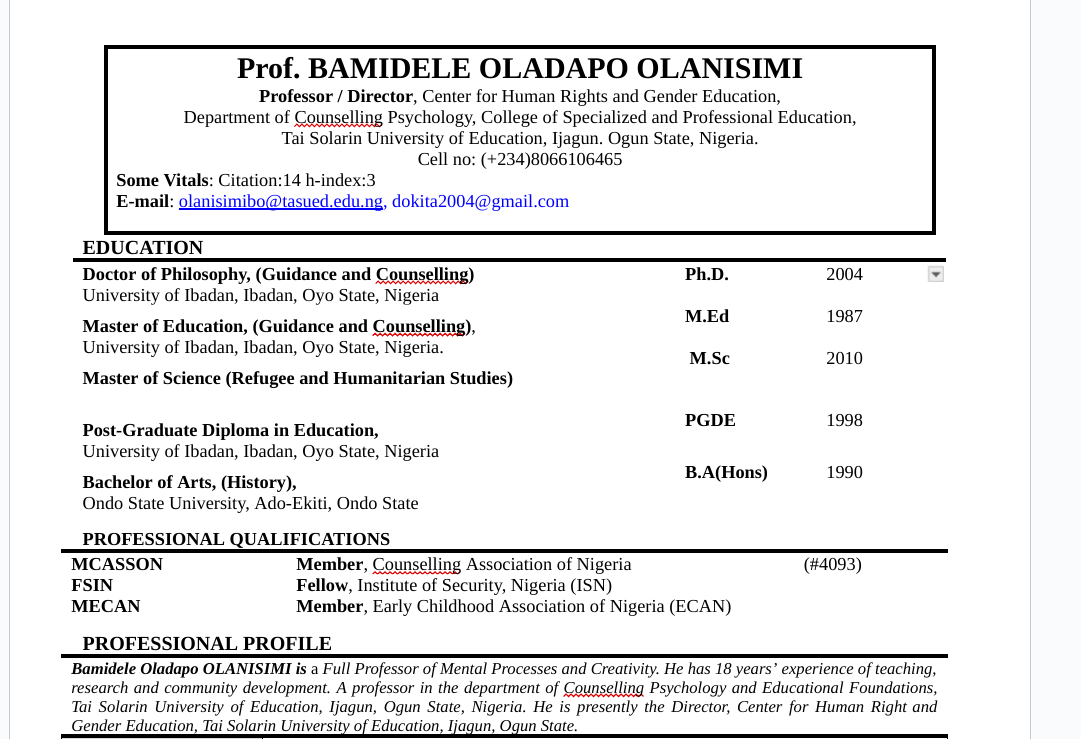 Prof. BAMIDELE OLADAPO OLANISIMI
Professor / Director, Center for Human Rights and Gender Education,
Department of Counselling Psychology, College of Specialized and Professional Education,
Tai Solarin University of Education, Ijagun. Ogun State, Nigeria.
Cell no: (+234)8066106465
Some Vitals: Citation:14 h-index:3
E-mail: olanisimibo@tasued.edu.ng, dokita2004@gmail.com
EDUCATION
Doctor of Philosophy, (Guidance and Counselling) Ph.D. 2004
University of Ibadan, Ibadan, Oyo State, Nigeria
M.Ed 1987
Master of Education, (Guidance and Counselling),
University of Ibadan, Ibadan, Oyo State, Nigeria.
M.Sc 2010
Master of Science (Refugee and Humanitarian Studies)
PGDE 1998
Post-Graduate Diploma in Education,
University of Ibadan, Ibadan, Oyo State, Nigeria
B.A(Hons) 1990
Bachelor of Arts, (History),
Ondo State University, Ado-Ekiti, Ondo State
PROFESSIONAL QUALIFICATIONS
MCASSON Member, Counselling Association of Nigeria (#4093)
FSIN Fellow, Institute of Security, Nigeria (ISN)
MECAN Member, Early Childhood Association of Nigeria (ECAN)
PROFESSIONAL PROFILE
Bamidele Oladapo OLANISIMI is a Full Professor of Mental Processes and Creativity. He has 18 years’ experience of teaching,
research and community development. A professor in the department of Counselling Psychology and Educational Foundations,
Tai Solarin University of Education, Ijagun, Ogun State, Nigeria. He is presently the Director, Center for Human Right and
Gender Education, Tai Solarin University of Education, Ijagun, Ogun State.